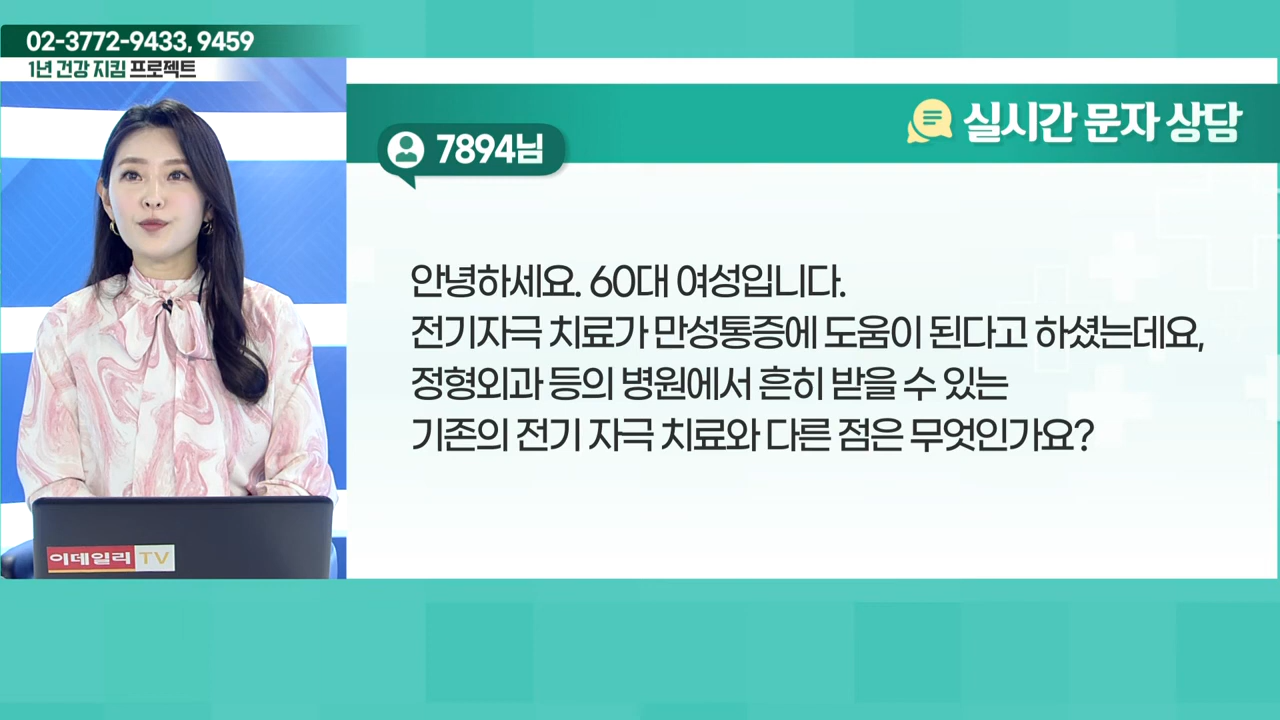 02-3772-9433, 9459
1년 건강 지킴 프로젝트
실시간 문자 상담
7894님
안녕하세요. 60대 여성입니다.
전기자극 치료가 만성통증에 도움이 된다고 하셨는데요,
정형외과 등의 병원에서 흔히 받을 수 있는
기존의 전기 자극 치료와 다른 점은 무엇인가요?
이데일리 TV